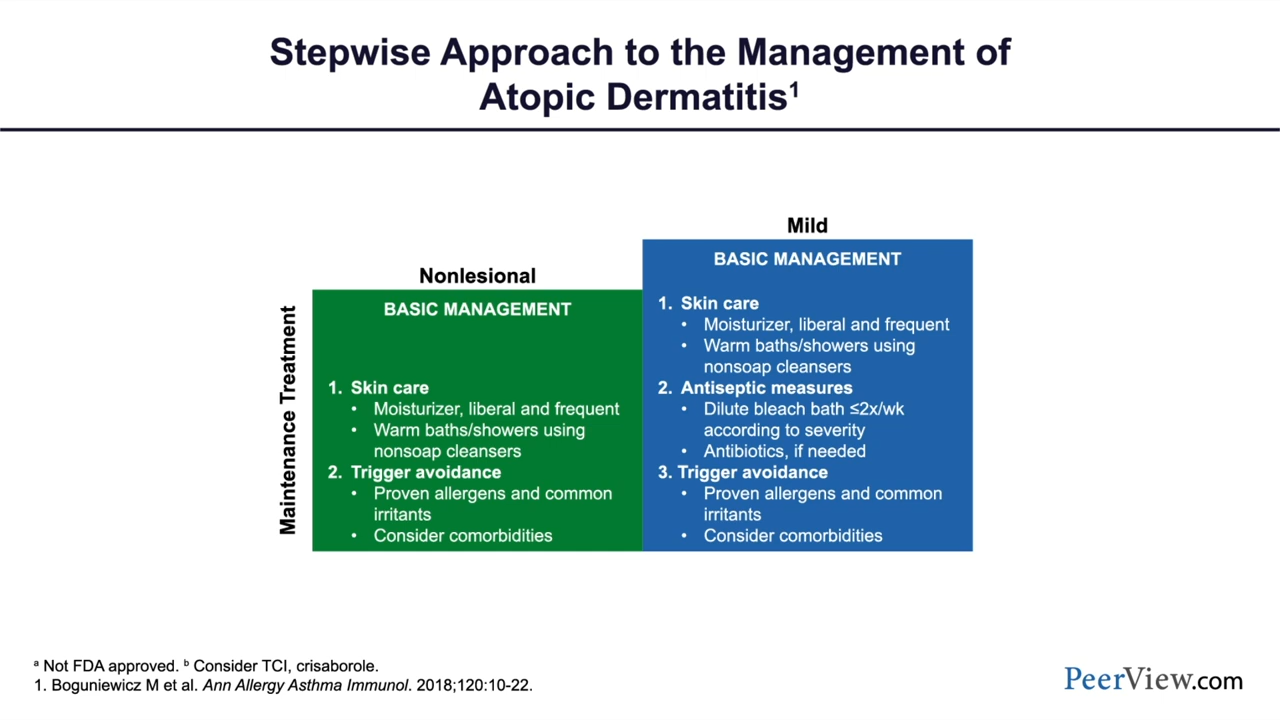 Stepwise Approach to the Management of
Atopic Dermatitis¹
Maintenance Treatment
Nonlesional
BASIC MANAGEMENT
1. Skin care
• Moisturizer, liberal and frequent
• Warm baths/showers using
nonsoap cleansers
2. Trigger avoidance
• Proven allergens and common
irritants
• Consider comorbidities
Mild
BASIC MANAGEMENT
1. Skin care
• Moisturizer, liberal and frequent
• Warm baths/showers using
nonsoap cleansers
2. Antiseptic measures
• Dilute bleach bath ≤2x/wk
according to severity
• Antibiotics, if needed
3. Trigger avoidance
• Proven allergens and common
irritants
• Consider comorbidities
ᵃ Not FDA approved. ᵇ Consider TCI, crisaborole.
1. Boguniewicz M et al. Ann Allergy Asthma Immunol. 2018;120:10-22.
PeerView.com